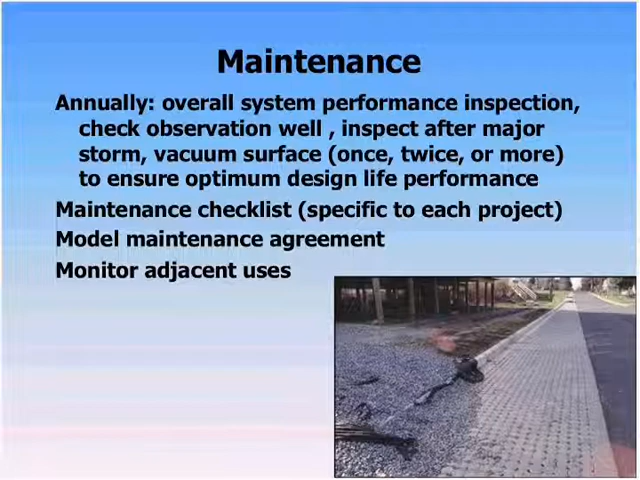 Maintenance
Annually: overall system performance inspection,
check observation well , inspect after major
storm, vacuum surface (once, twice, or more)
to ensure optimum design life performance
Maintenance checklist (specific to each project)
Model maintenance agreement
Monitor adjacent uses